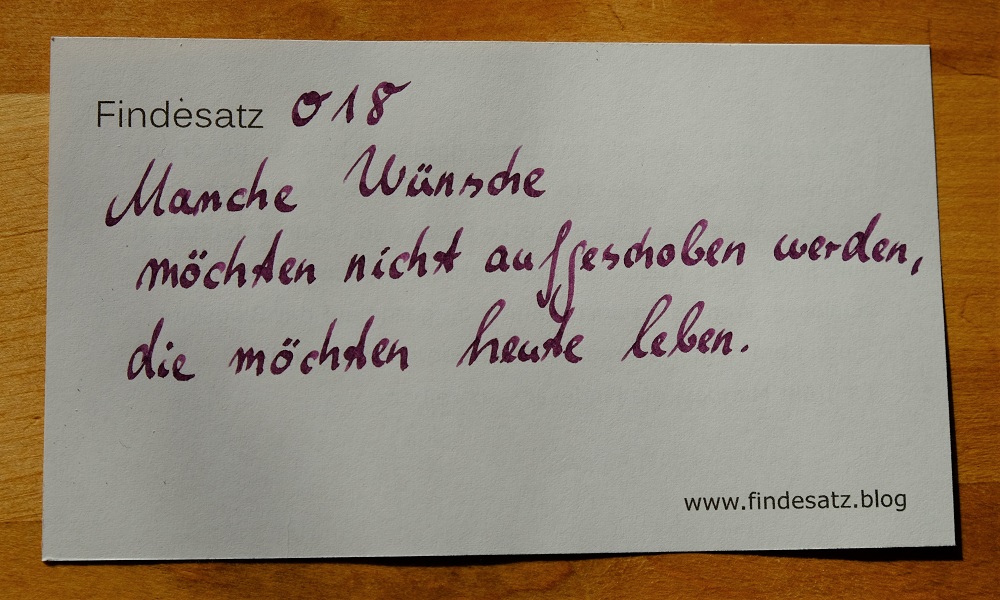 Findesatz 018
Manche Wünsche
möchten nicht aufgeschoben werden,
die möchten heute leben.
www.findesatz.blog